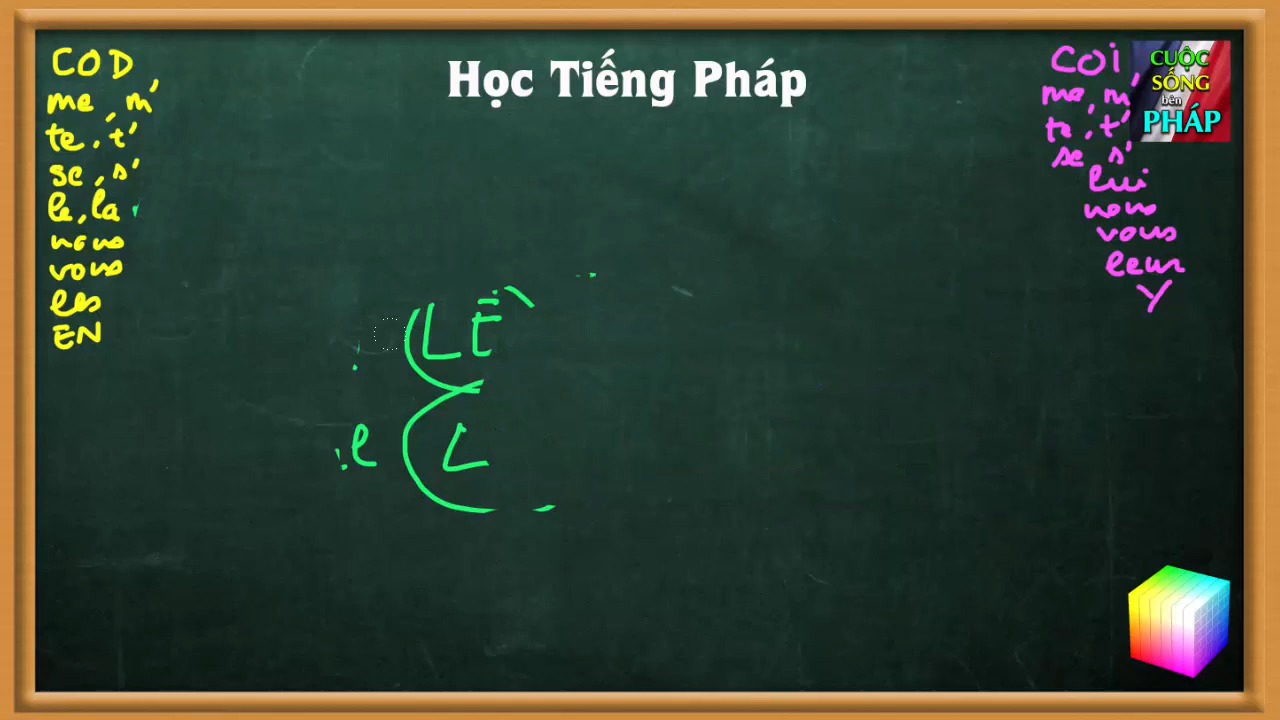 Học Tiếng Pháp
COD
me, m'
te, t'
se, s'
le, la
nous
vous
les
EN
COi
me, m'
te, t'
se s'
lui
nous
vous
leur
Y
CUỘC
SỐNG
bên
PHÁP
L